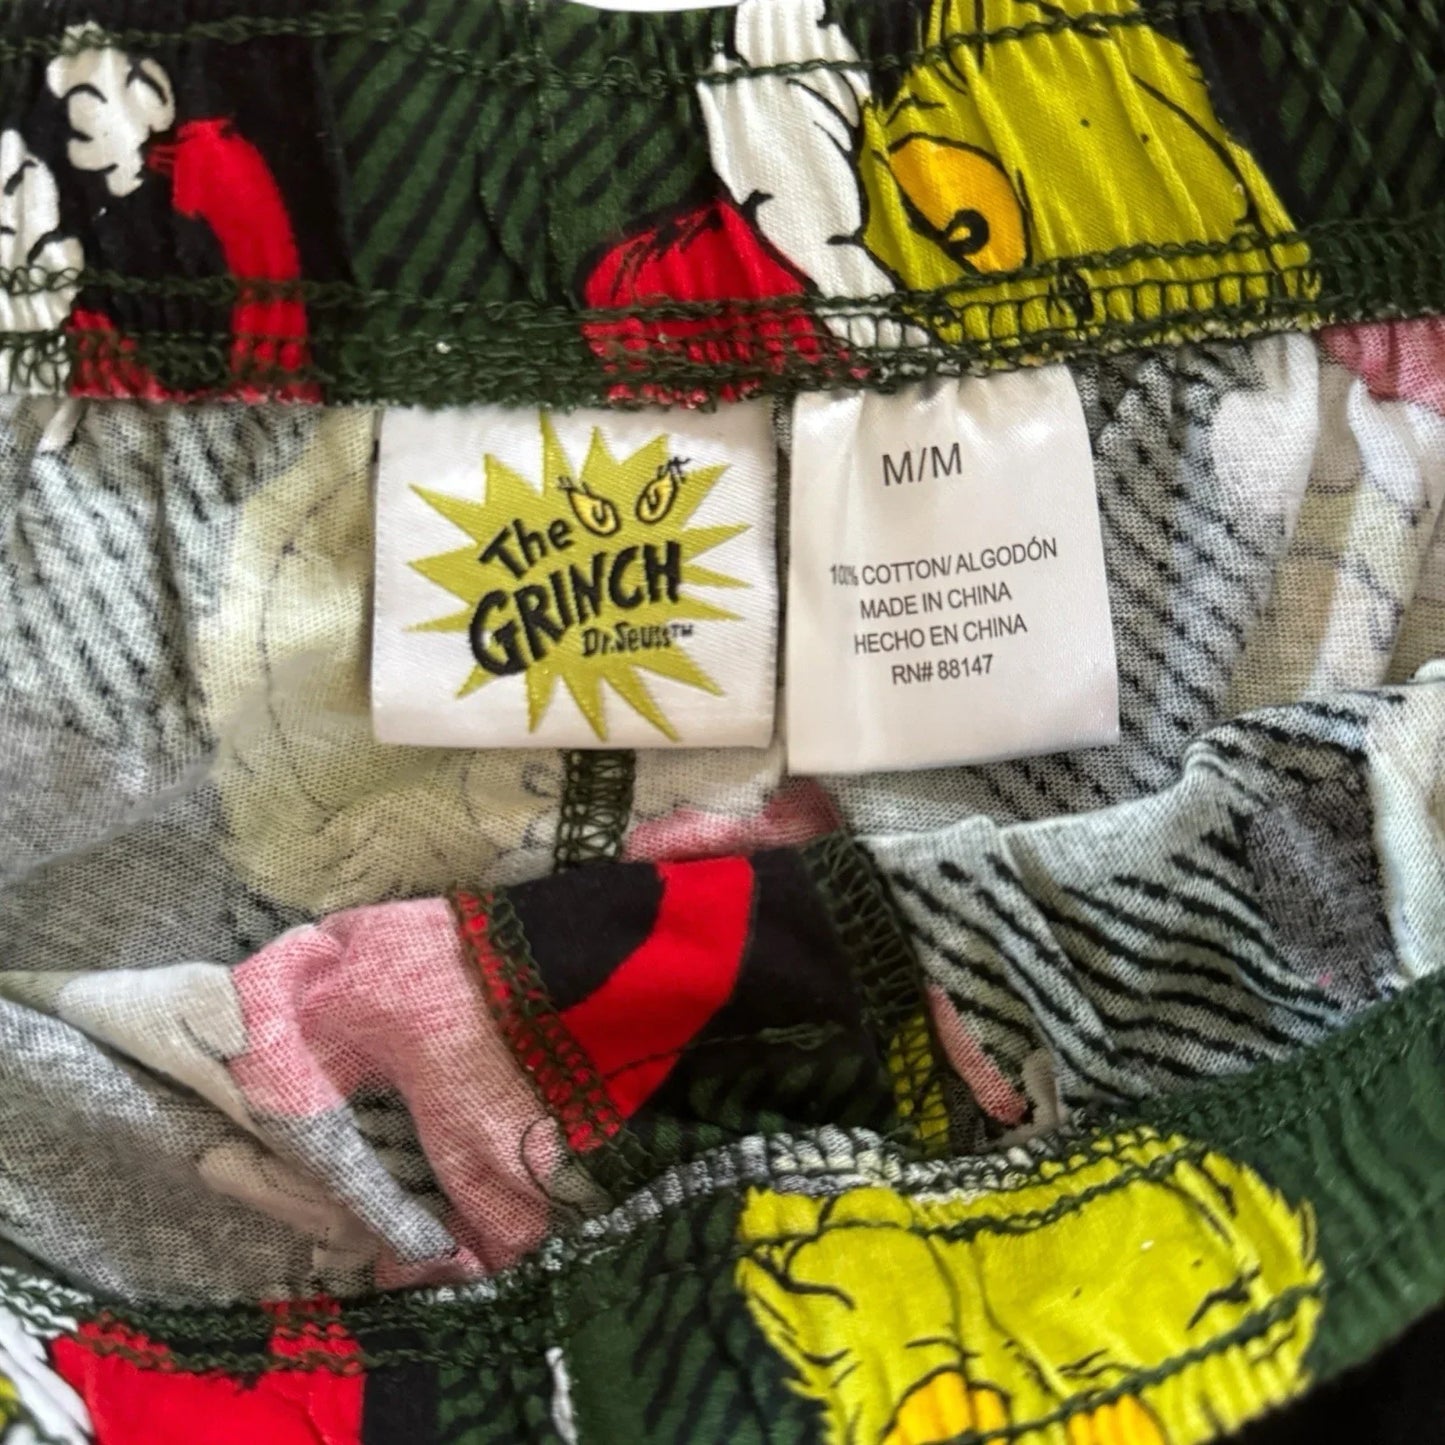 The
GRINCH
Dr. Seuss™
M/M
100% COTTON/ ALGODÓN
MADE IN CHINA
HECHO EN CHINA
RN# 88147